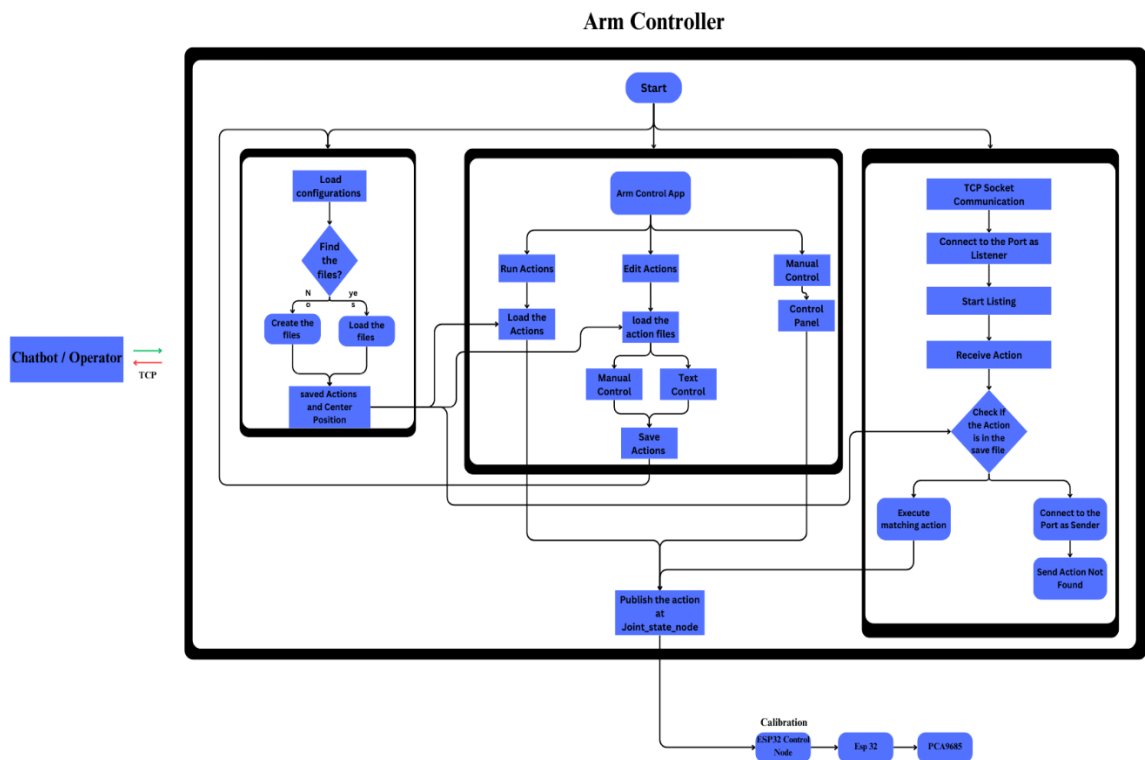 Arm Controller
Start
Load
configurations
Find
the
files?
N
o
ye
s
Create the
files
Load the
files
saved Actions
and Center
Position
Arm Control App
Run Actions
Edit Actions
Manual
Control
Load the
Actions
load the
action files
Control
Panel
Manual
Control
Text
Control
Save
Actions
TCP Socket
Communication
Connect to the Port as
Listener
Start Listing
Receive Action
Check if
the Action
is in the
save file
Execute
matching action
Connect to the
Port as Sender
Send Action Not
Found
Chatbot / Operator
TCP
Publish the action
at
Joint_state_node
Calibration
ESP32 Control
Node
Esp 32
PCA9685